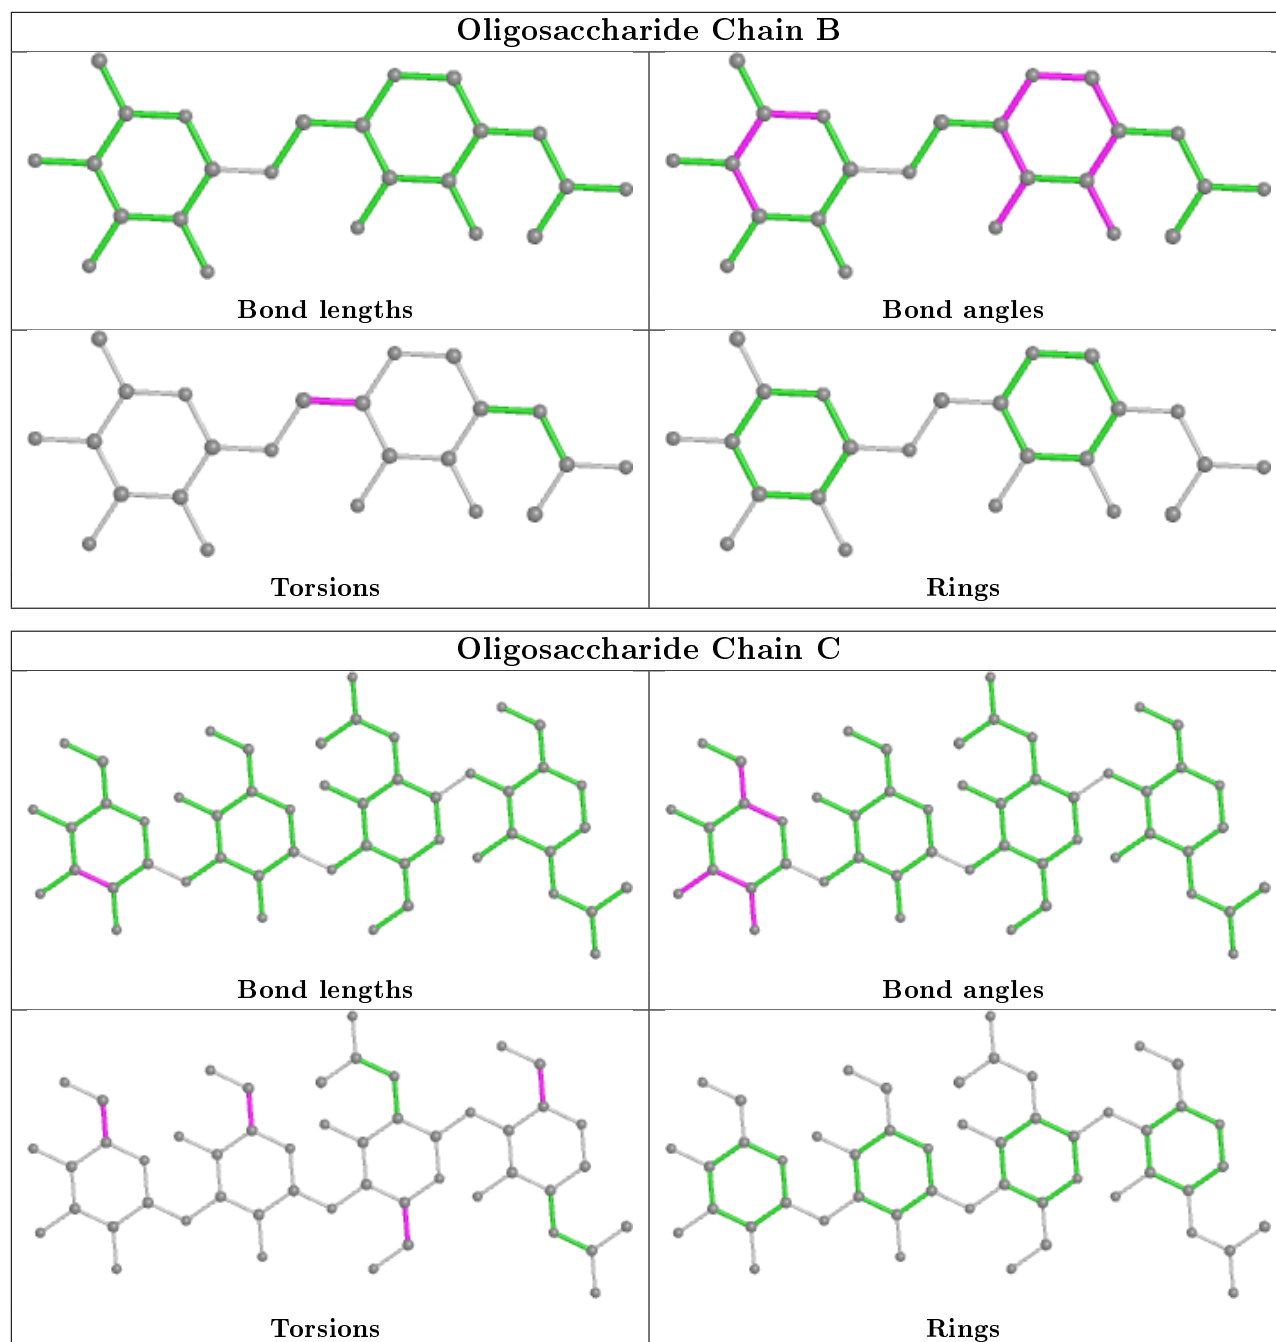 Oligosaccharide Chain B
Bond lengths
Bond angles
Torsions
Rings
Oligosaccharide Chain C
Bond lengths
Bond angles
Torsions
Rings